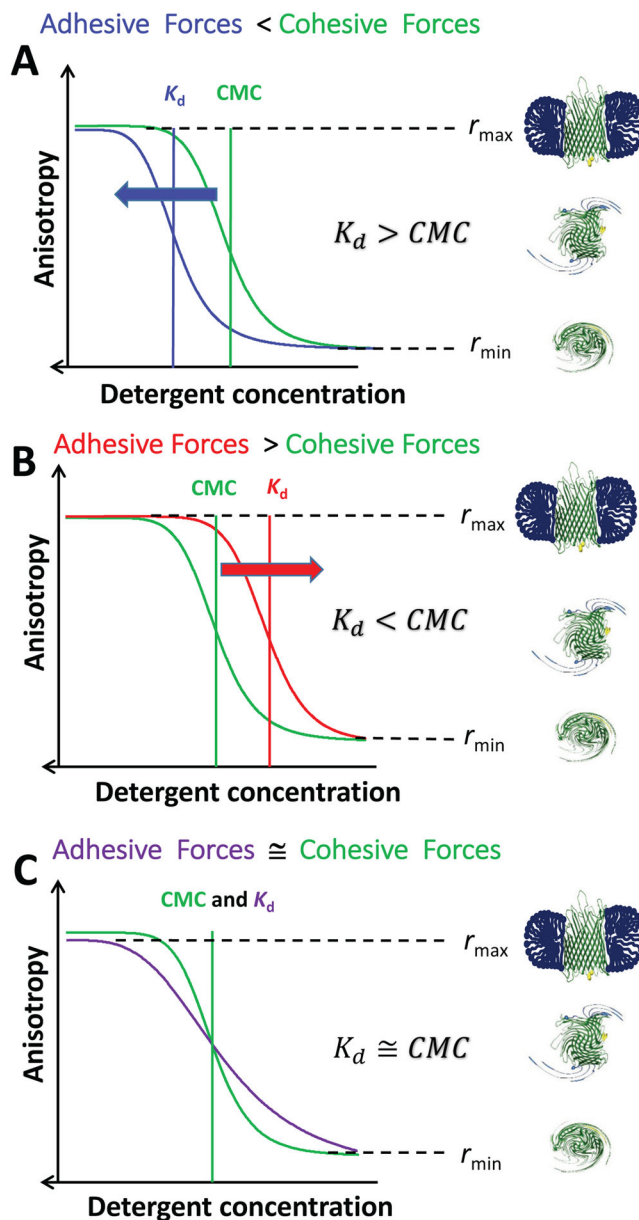 Adhesive Forces < Cohesive Forces
A
Kd CMC
rmax
Anisotropy
Kd > CMC
rmin
Detergent concentration
B
Adhesive Forces > Cohesive Forces
CMC Kd
rmax
Anisotropy
Kd < CMC
rmin
Detergent concentration
Adhesive Forces ≅ Cohesive Forces
C
CMC and Kd
rmax
Anisotropy
Kd ≅ CMC
rmin
Detergent concentration